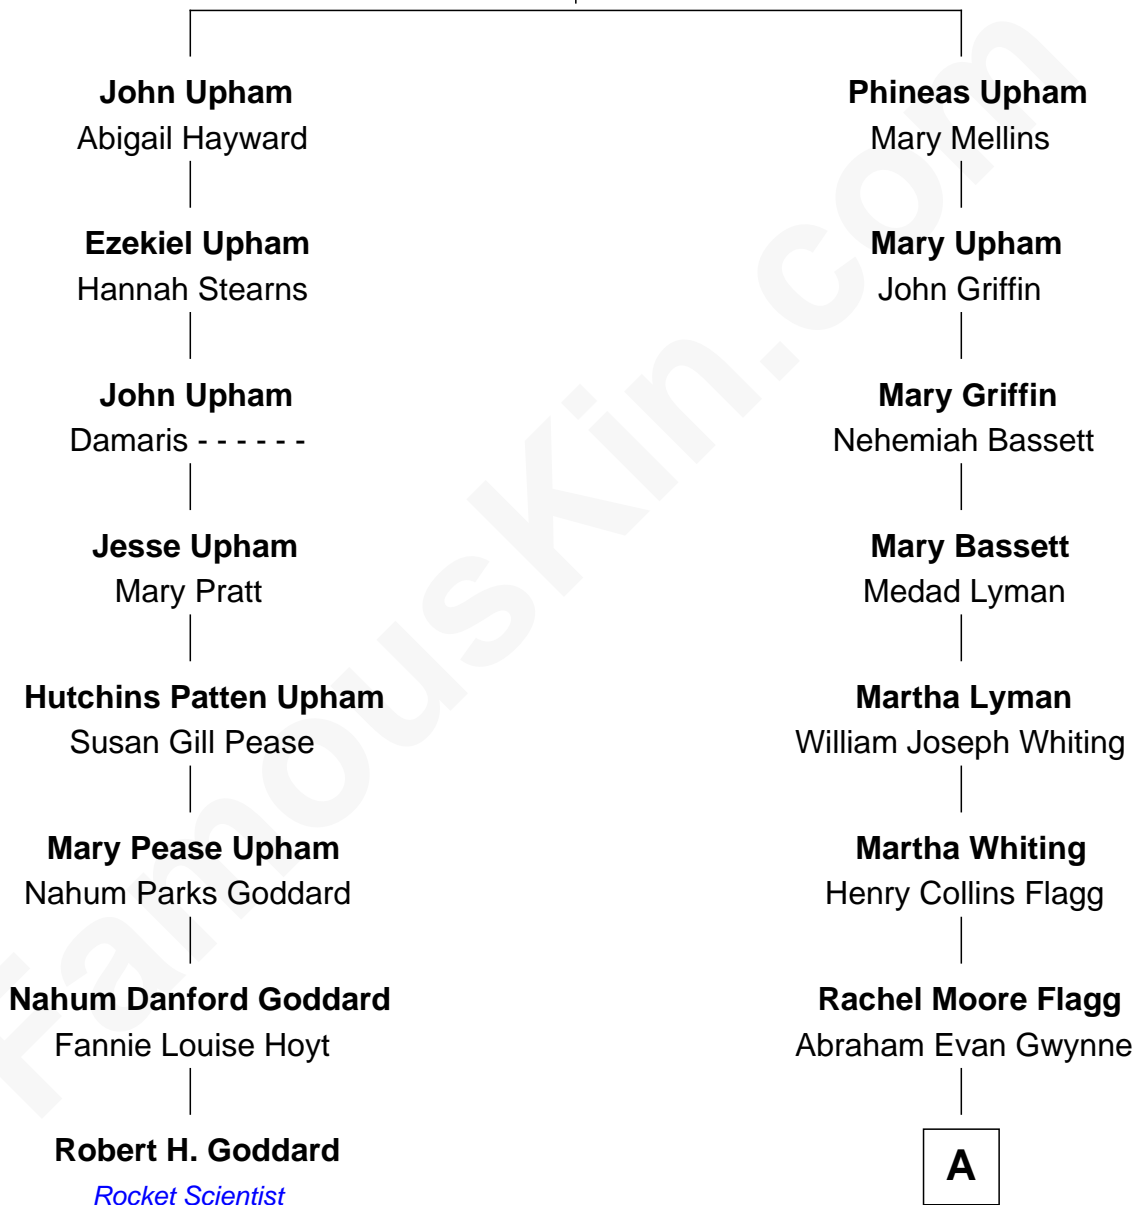 John Upham
Abigail Hayward
Ezekiel Upham
Hannah Stearns
John Upham
Damaris - - - - - -
Jesse Upham
Mary Pratt
Hutchins Patten Upham
Susan Gill Pease
Mary Pease Upham
Nahum Parks Goddard
Nahum Danford Goddard
Fannie Louise Hoyt
Robert H. Goddard
Rocket Scientist
Phineas Upham
Mary Mellins
Mary Upham
John Griffin
Mary Griffin
Nehemiah Bassett
Mary Bassett
Medad Lyman
Martha Lyman
William Joseph Whiting
Martha Whiting
Henry Collins Flagg
Rachel Moore Flagg
Abraham Evan Gwynne
A
FamousKin.com